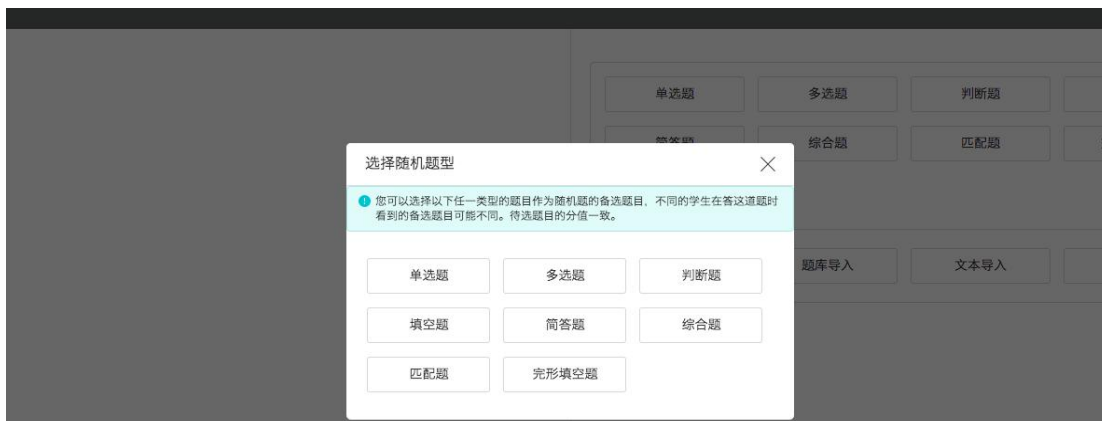 单选题 多选题 判断题
简答题 综合题 匹配题
选择随机题型
您可以选择以下任一类型的题目作为随机题的备选题目，不同的学生在答这道题时
看到的备选题目可能不同。待选题目的分值一致。
题库导入 文本导入
单选题 多选题 判断题
填空题 简答题 综合题
匹配题 完形填空题